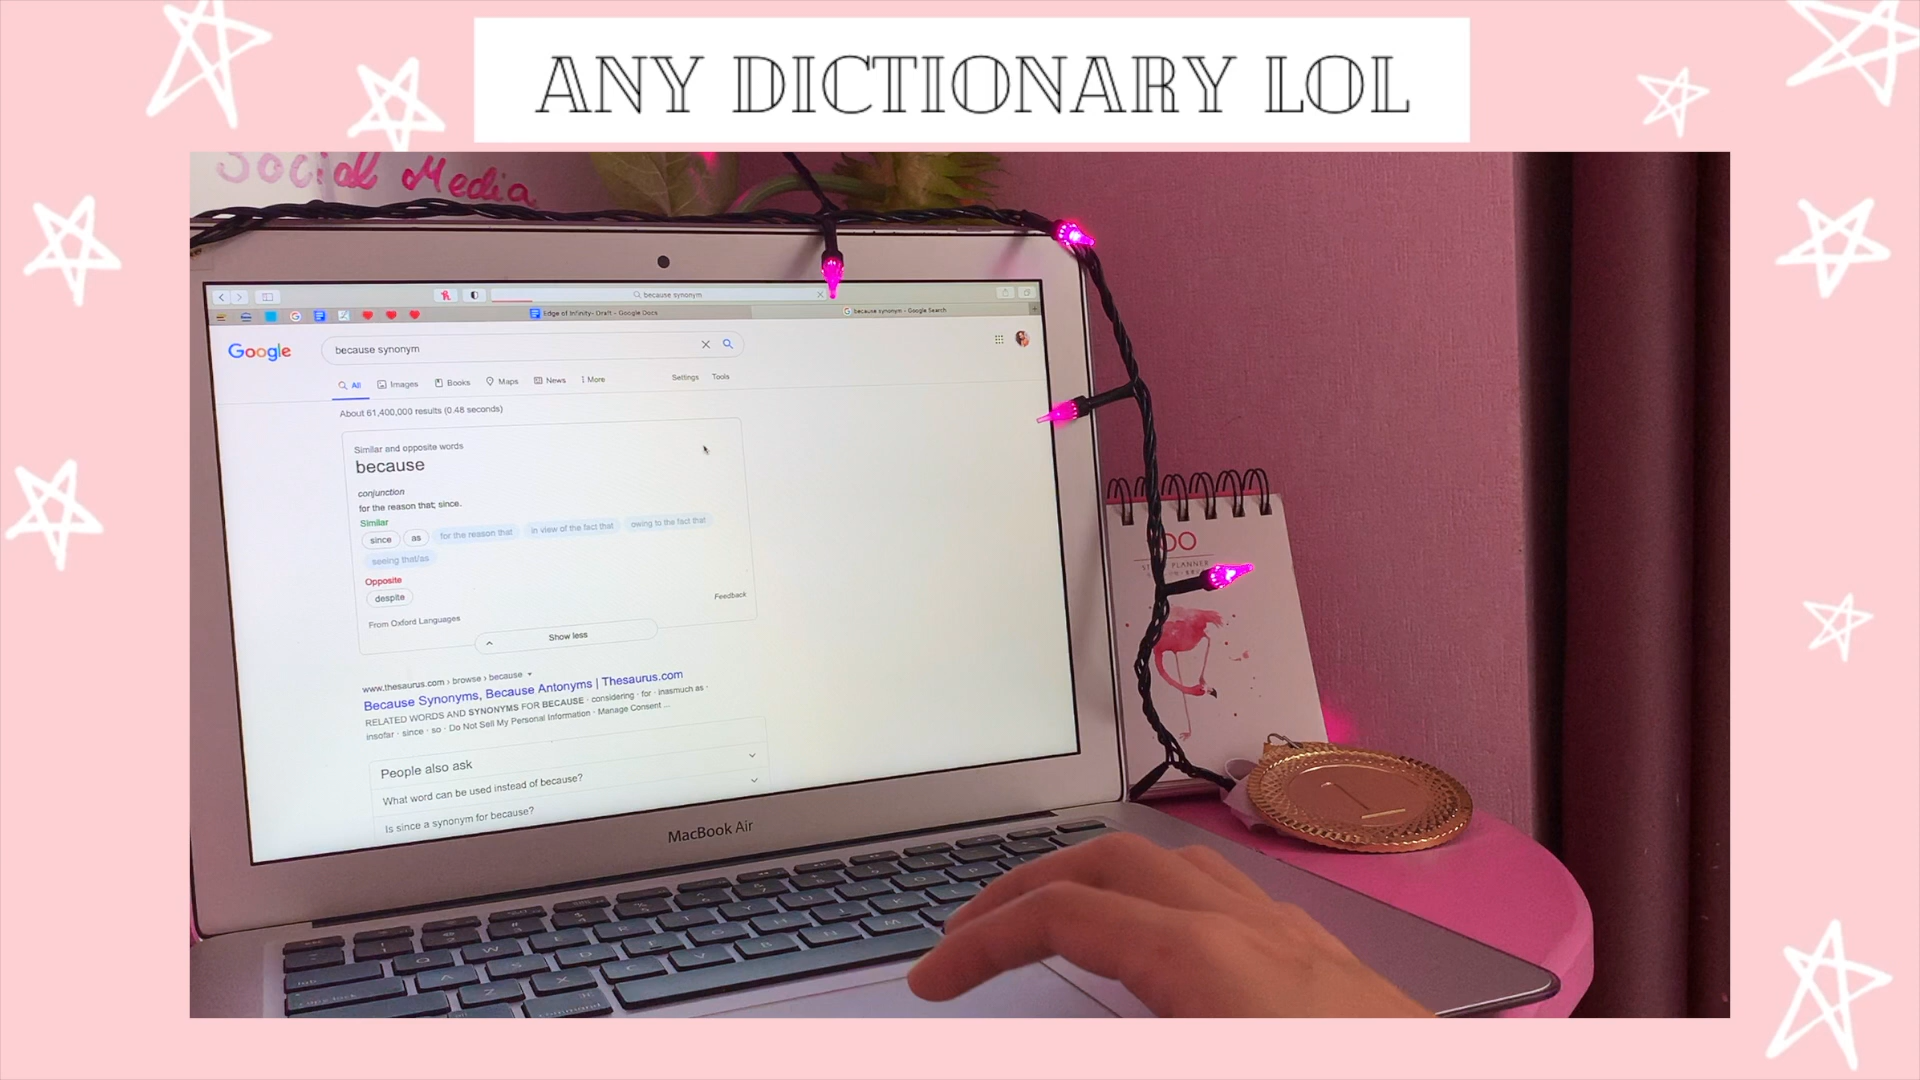 ANY DICTIONARY LOL
Social Media
because synonym
Edge of Infinity- Draft - Google Docs
because synonym - Google Search
Google
because synonym
All Images Books Maps News More Settings Tools
About 61,400,000 results (0.48 seconds)
Similar and opposite words
because
conjunction
for the reason that; since.
Similar
since as for the reason that in view of the fact that owing to the fact that
seeing that/as
Opposite
despite
Feedback
From Oxford Languages
Show less
www.thesaurus.com › browse › because
Because Synonyms, Because Antonyms | Thesaurus.com
RELATED WORDS AND SYNONYMS FOR BECAUSE · considering · for · inasmuch as ·
insofar · since · so · Do Not Sell My Personal Information · Manage Consent ...
People also ask
What word can be used instead of because?
Is since a synonym for because?
MacBook Air
PLANNER
1